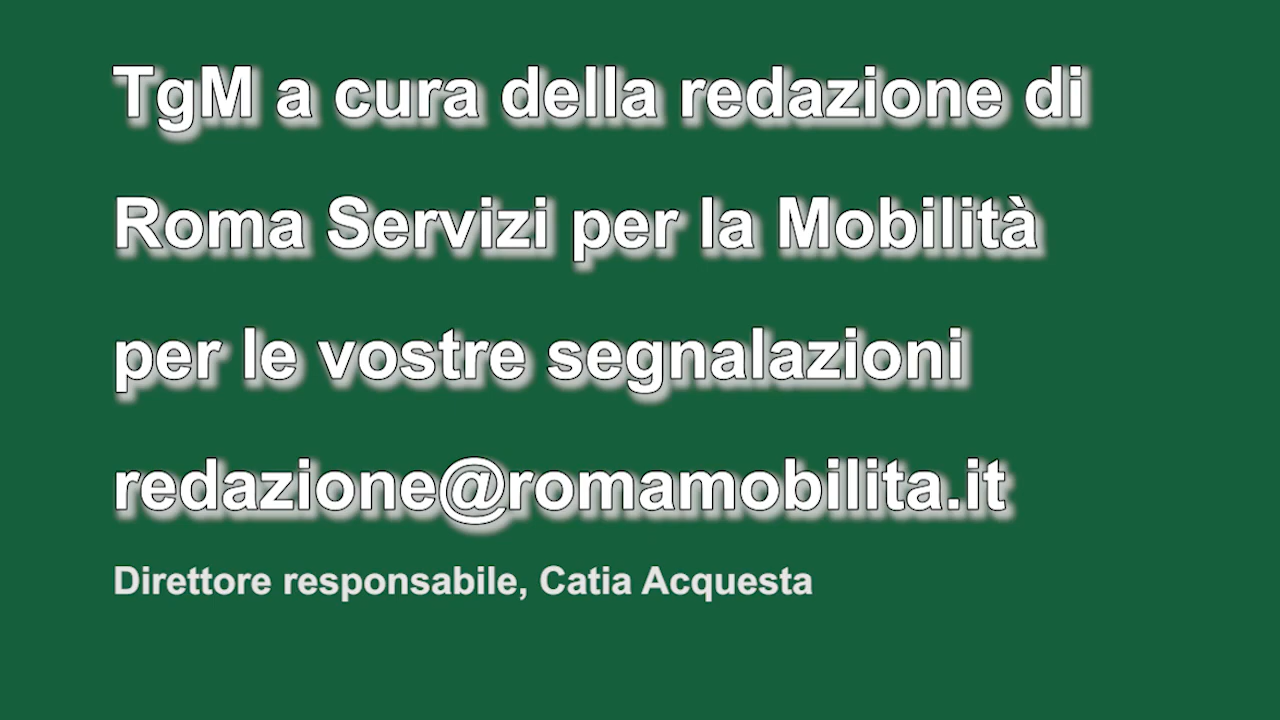 TgM a cura della redazione di
Roma Servizi per la Mobilità
per le vostre segnalazioni
redazione@romamobilita.it
Direttore responsabile, Catia Acquesta